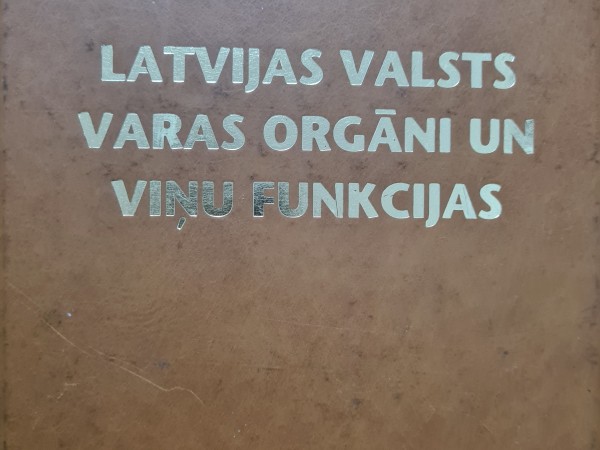 LATVIJAS VALSTS
VARAS ORGĀNI UN
VIŅU FUNKCIJAS